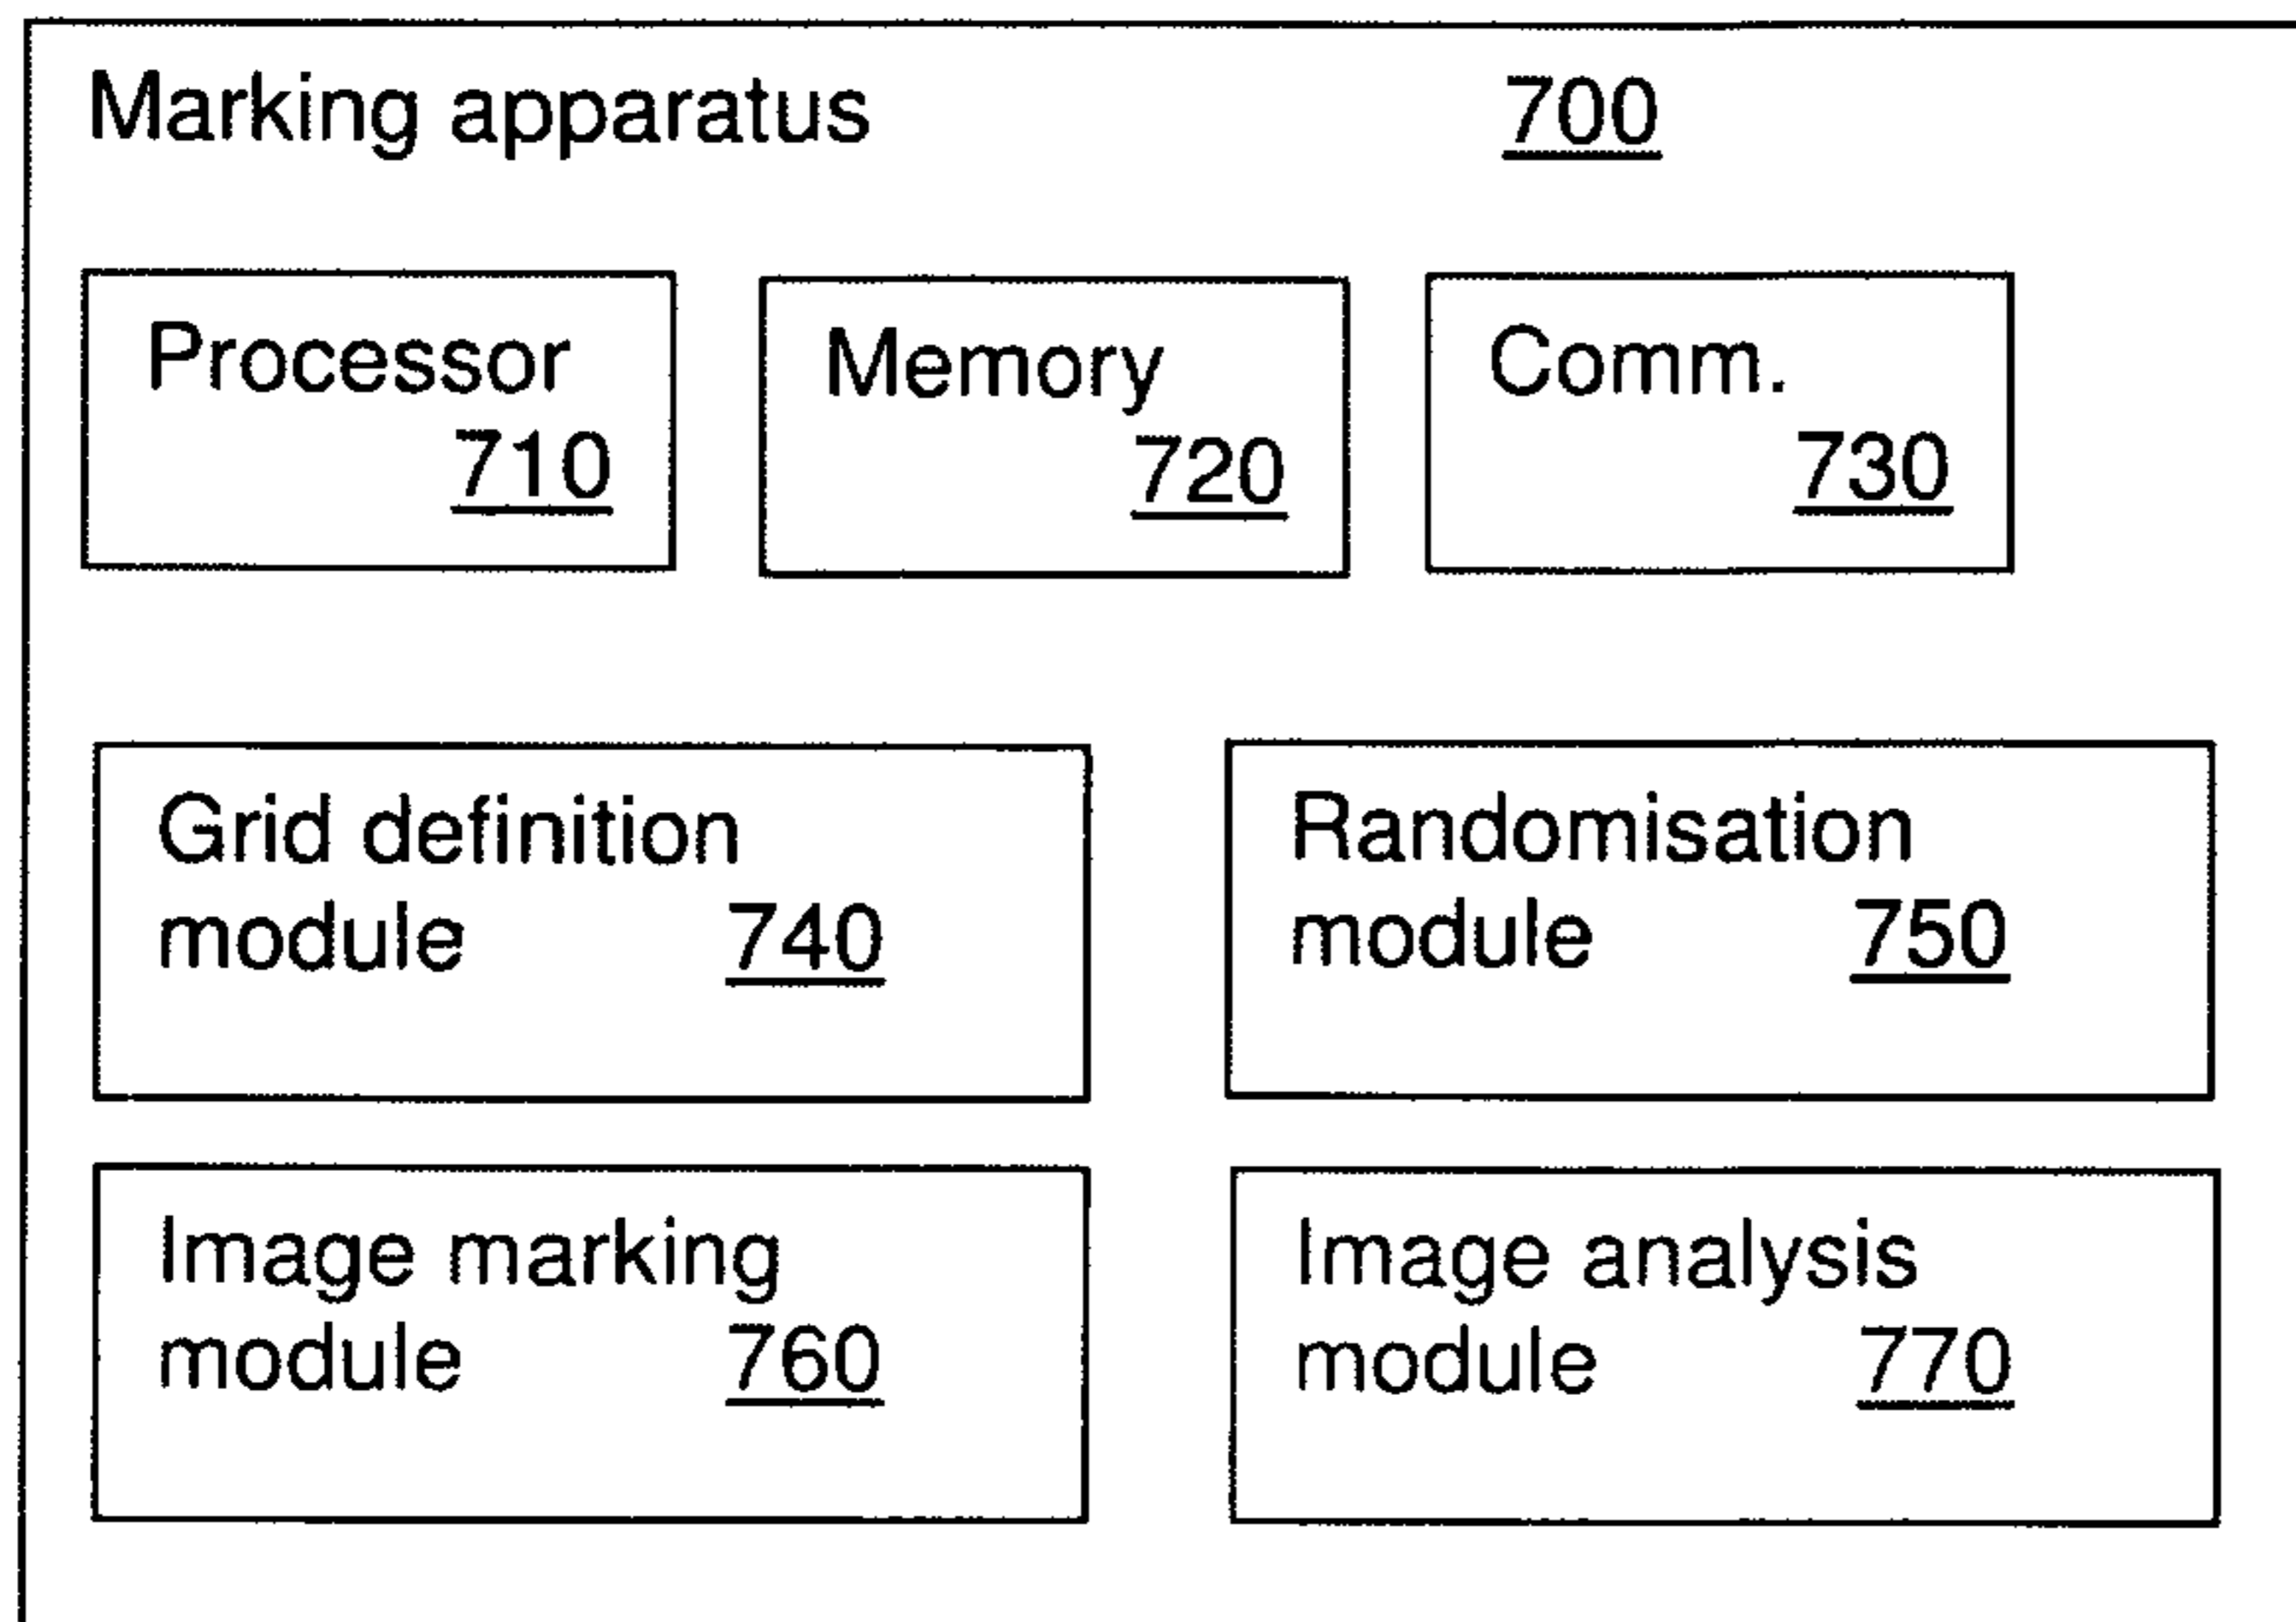 Marking apparatus 700
Processor
710
Memory
720
Comm.
730
Grid definition
module 740
Randomisation
module 750
Image marking
module 760
Image analysis
module 770